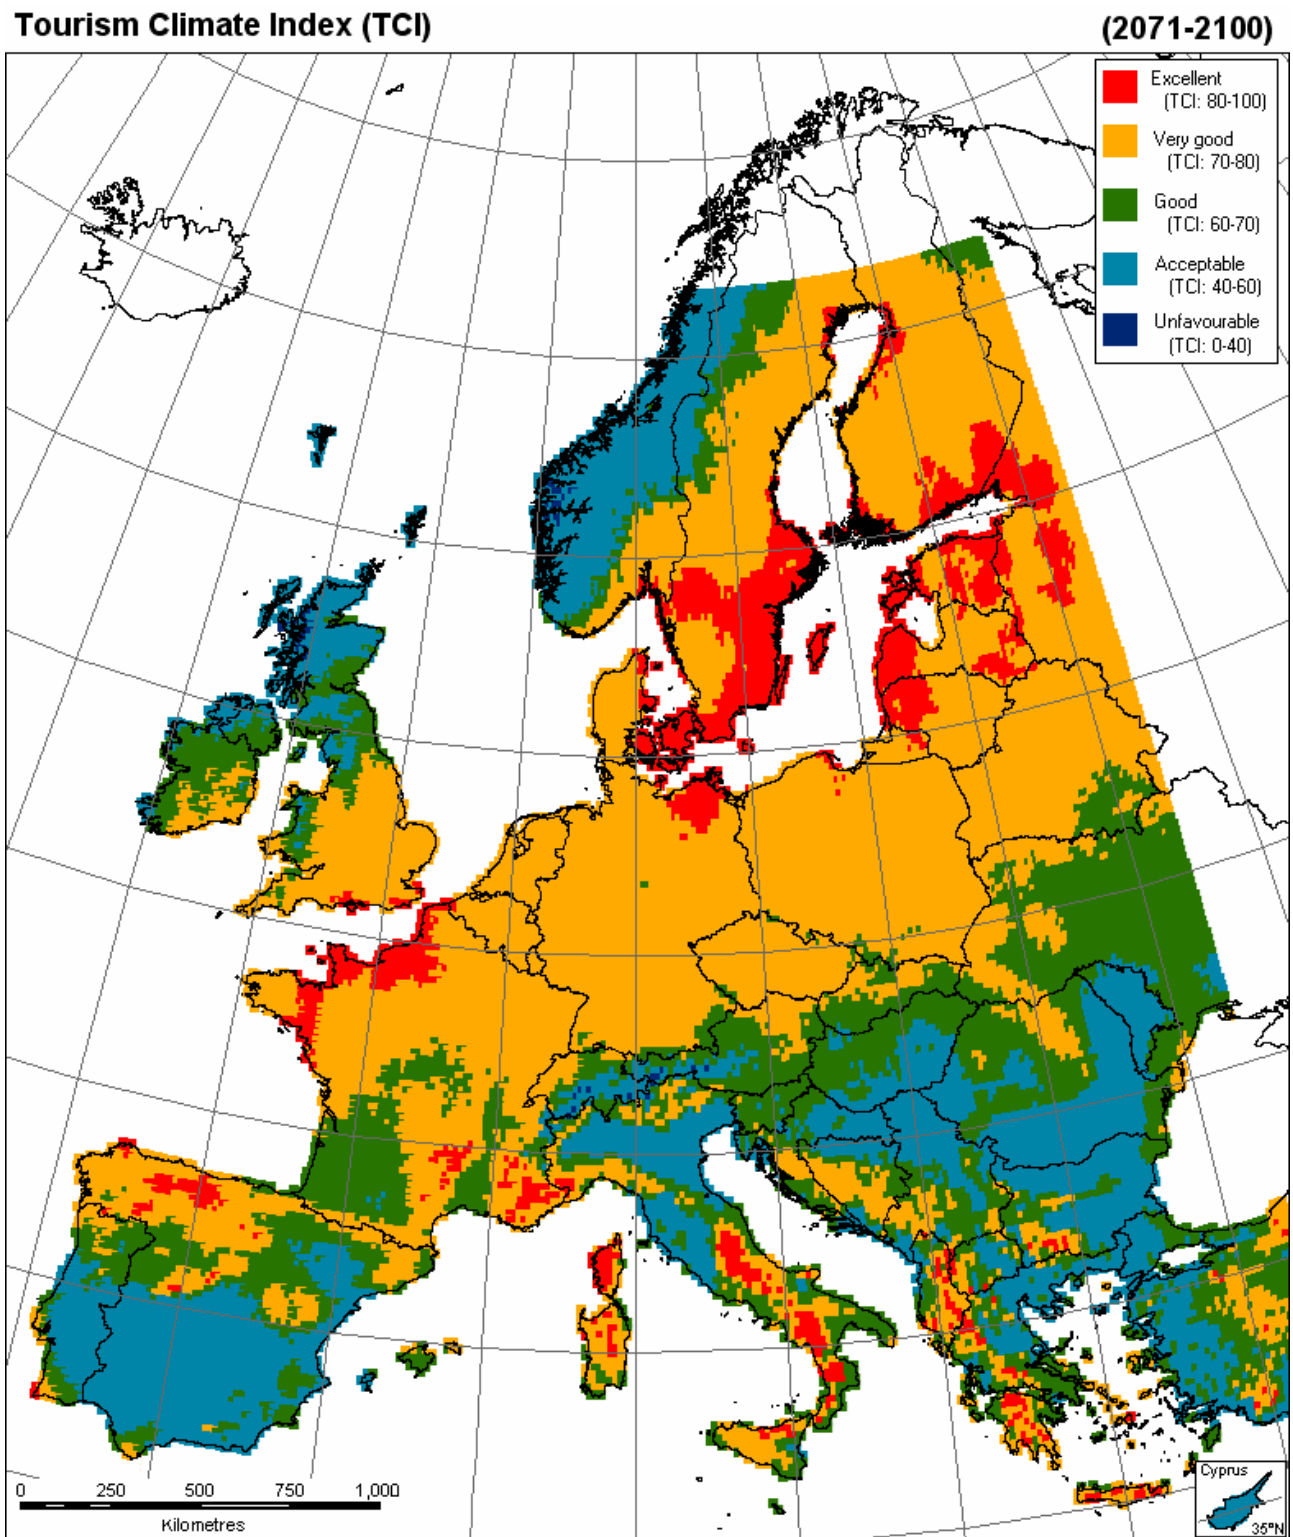 Tourism Climate Index (TCI)
(2071-2100)
Excellent
(TCI: 80-100)
Very good
(TCI: 70-80)
Good
(TCI: 60-70)
Acceptable
(TCI: 40-60)
Unfavourable
(TCI: 0-40)
0 250 500 750 1,000
Kilometres
Cyprus
35°N